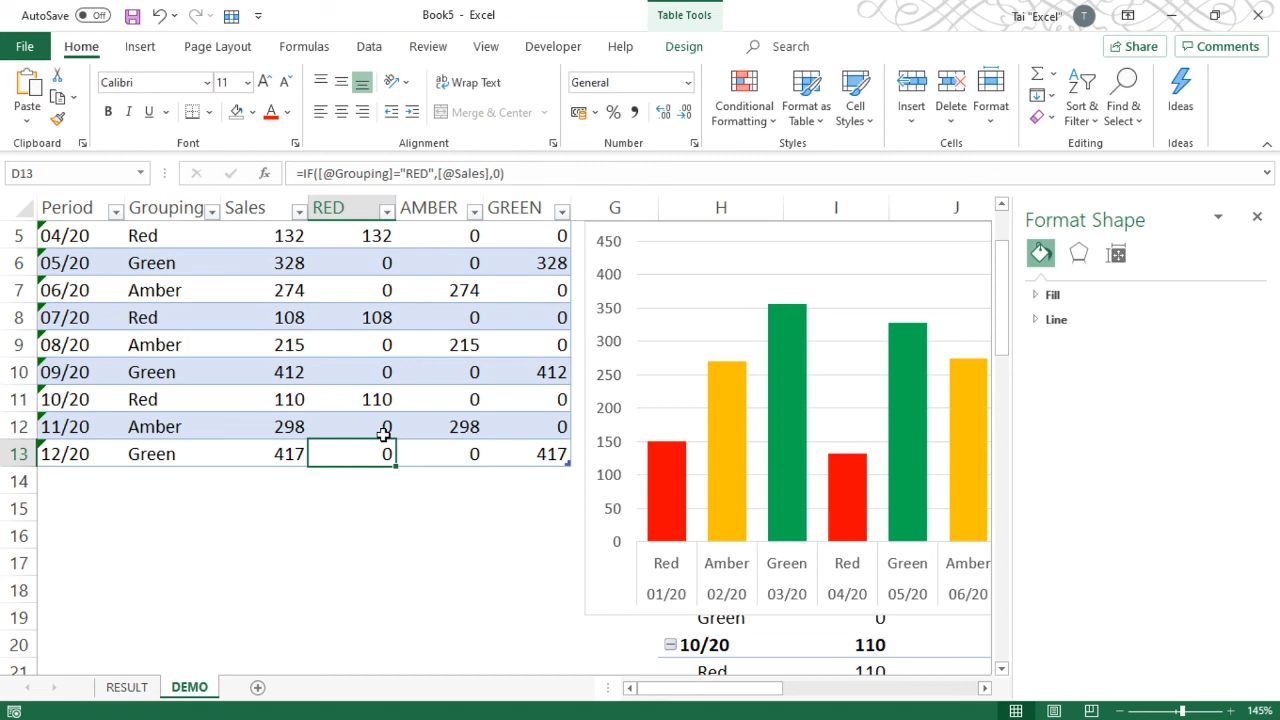 AutoSave Off Book5 - Excel Table Tools Tai "Excel" T
File Home Insert Page Layout Formulas Data Review View Developer Help Design Search Share Comments
Paste Calibri 11 Wrap Text General Conditional Formatting Format as Table Cell Styles Insert Delete Format Sort & Filter Find & Select Ideas
B I U Merge & Center
Clipboard Font Alignment Number Styles Cells Editing Ideas
D13 fx =IF([@Grouping]="RED",[@Sales],0)
Period Grouping Sales RED AMBER GREEN G H I J
5 04/20 Red 132 132 0 0
6 05/20 Green 328 0 0 328
7 06/20 Amber 274 0 274 0
8 07/20 Red 108 108 0 0
9 08/20 Amber 215 0 215 0
10 09/20 Green 412 0 0 412
11 10/20 Red 110 110 0 0
12 11/20 Amber 298 0 298 0
13 12/20 Green 417 0 0 417
14
15
16
17
18
19
20
21
450
400
350
300
250
200
150
100
50
0
Red Amber Green Red Green Amber
01/20 02/20 03/20 04/20 05/20 06/20
Green 0
10/20 110
Red 110
Format Shape
Fill
Line
RESULT DEMO
145%